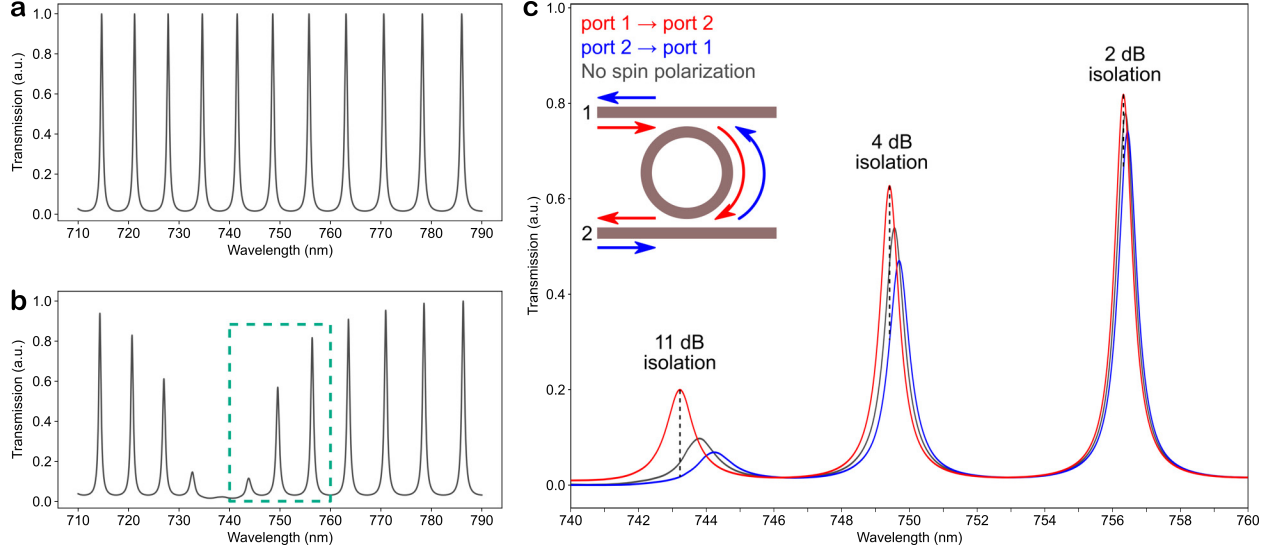 a
Transmission (a.u.)
1.0
0.8
0.6
0.4
0.2
0.0
710 720 730 740 750 760 770 780 790
Wavelength (nm)
b
Transmission (a.u.)
1.0
0.8
0.6
0.4
0.2
0.0
710 720 730 740 750 760 770 780 790
Wavelength (nm)
c
port 1 → port 2
port 2 → port 1
No spin polarization
1
2
11 dB
isolation
4 dB
isolation
2 dB
isolation
Transmission (a.u.)
1.0
0.8
0.6
0.4
0.2
0.0
740 742 744 746 748 750 752 754 756 758 760
Wavelength (nm)